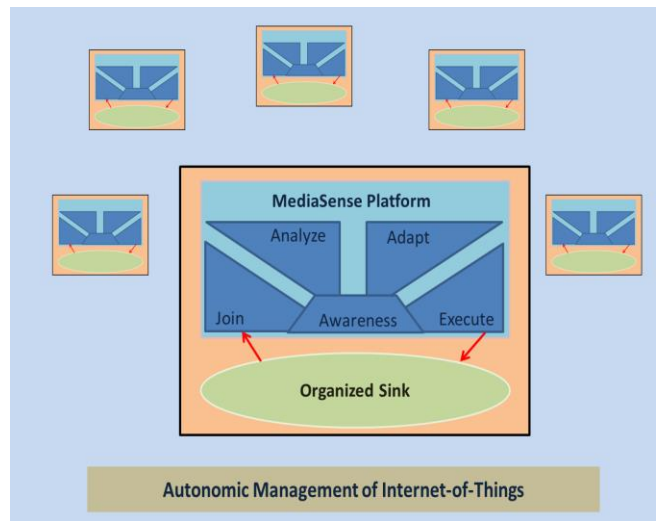 MediaSense Platform
Analyze
Adapt
Join
Awareness
Execute
Organized Sink
Autonomic Management of Internet-of-Things